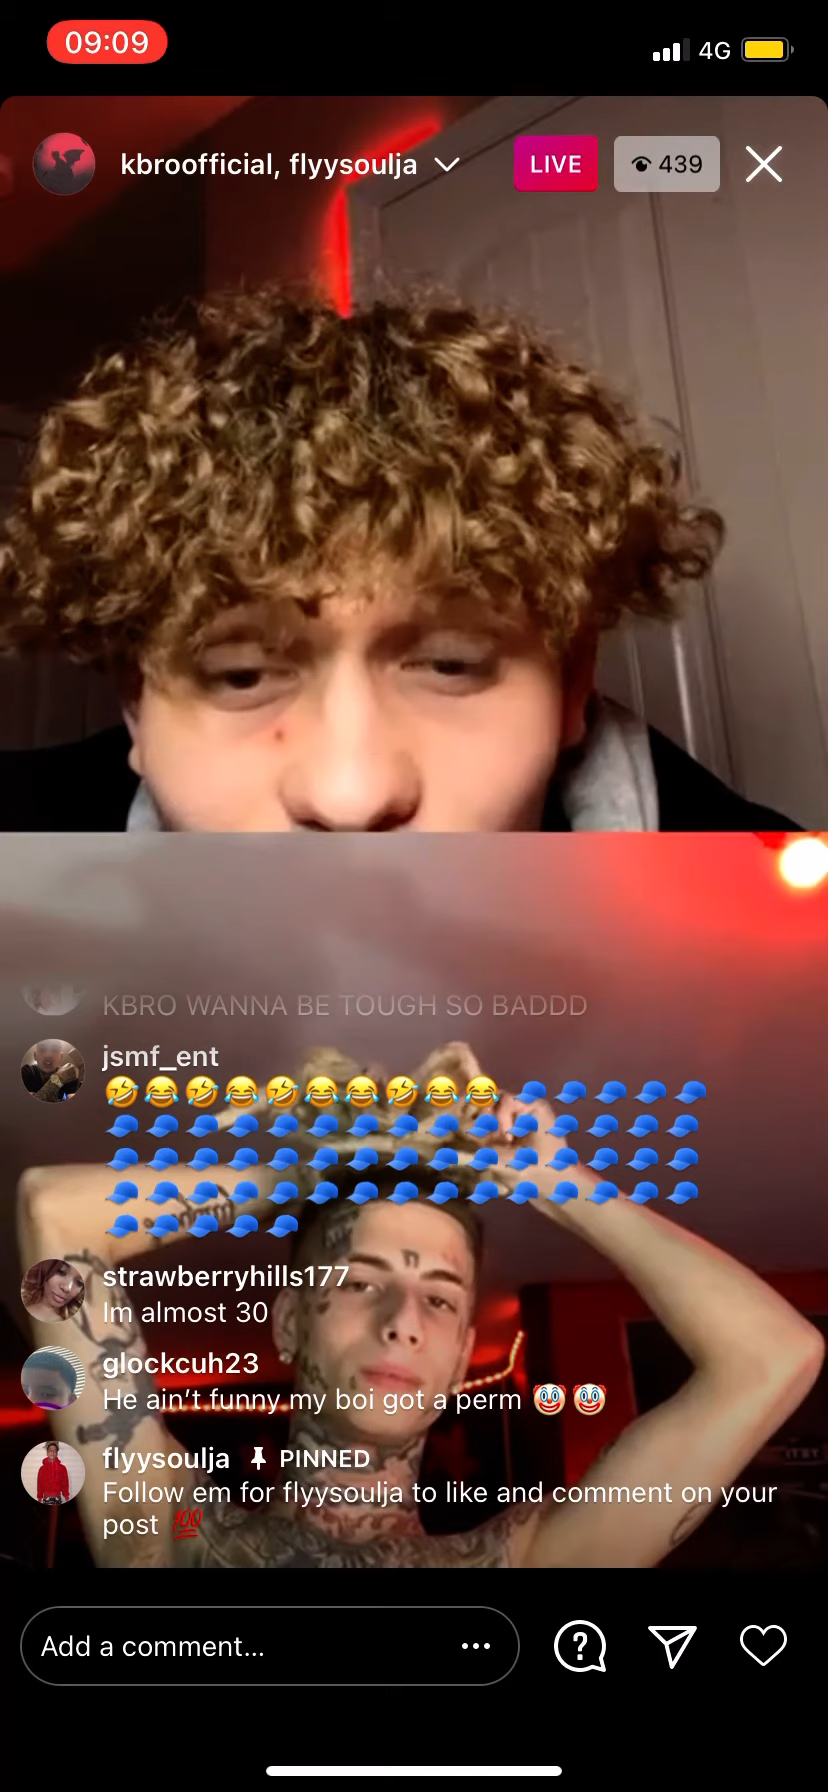 09:09
4G
kbroofficial, flyysoulja
LIVE
439
KBRO WANNA BE TOUGH SO BADDD
jsmf_ent
🤣😂🤣😂🤣😂😂🤣😂😂🧢🧢🧢🧢🧢
🧢🧢🧢🧢🧢🧢🧢🧢🧢🧢🧢🧢🧢🧢🧢
🧢🧢🧢🧢🧢🧢🧢🧢🧢🧢🧢🧢🧢🧢🧢
🧢🧢🧢🧢🧢🧢🧢🧢🧢🧢🧢🧢🧢🧢🧢
🧢🧢🧢🧢🧢
strawberryhills177
Im almost 30
glockcuh23
He ain’t funny my boi got a perm 🤡🤡
flyysoulja 📌 PINNED
Follow em for flyysoulja to like and comment on your
post 💯
Add a comment...